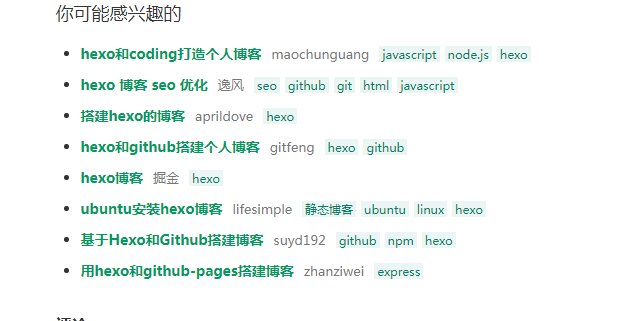 你可能感兴趣的
hexo和coding打造个人博客 maochunguang javascript node.js hexo
hexo 博客 seo 优化 逸风 seo github git html javascript
搭建hexo的博客 aprildove hexo
hexo和github搭建个人博客 gitfeng hexo github
hexo博客 掘金 hexo
ubuntu安装hexo博客 lifesimple 静态博客 ubuntu linux hexo
基于Hexo和Github搭建博客 suyd192 github npm hexo
用hexo和github-pages搭建博客 zhanziwei express